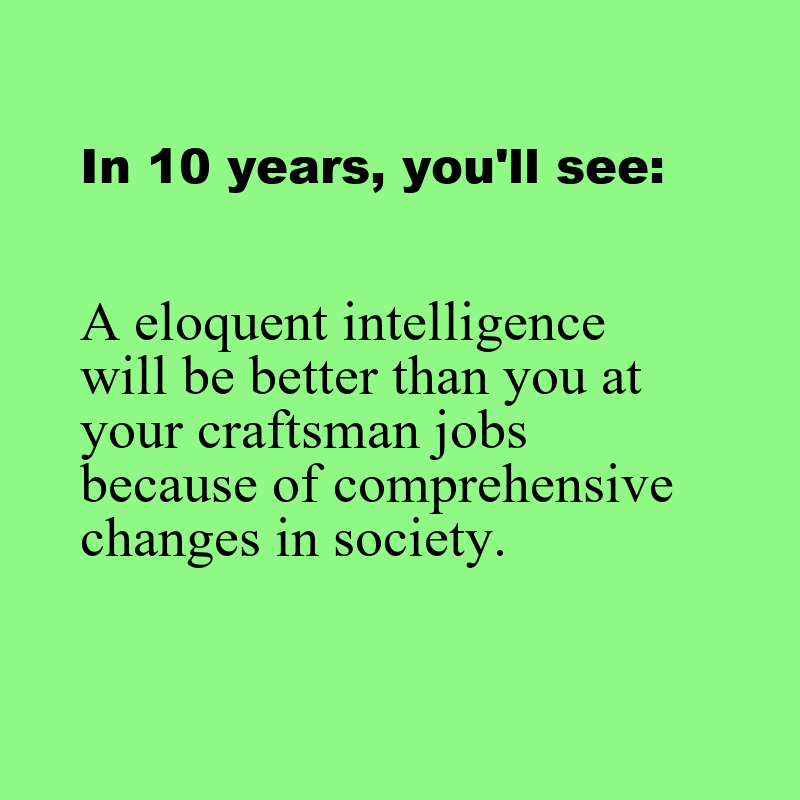 In 10 years, you'll see:
A eloquent intelligence
will be better than you at
your craftsman jobs
because of comprehensive
changes in society.